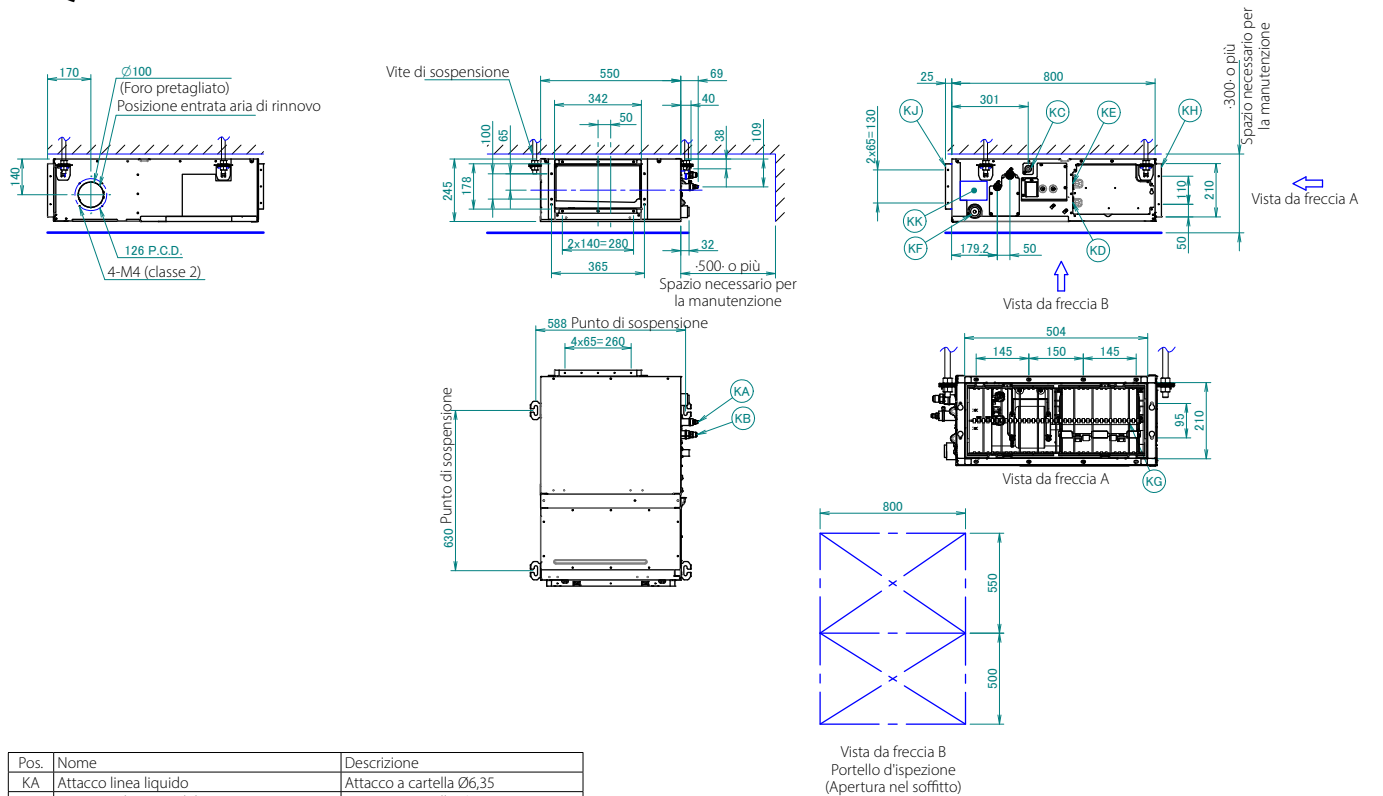 170
Ø100
(Foro pretagliato)
Posizione entrata aria di rinnovo
140
126 P.C.D.
4-M4 (classe 2)
Vite di sospensione
550
69
342
40
50
100
65
38
109
245
178
2x140=280
32
365
·500· o più
Spazio necessario per
la manutenzione
25
800
301
KJ
KC
KE
KH
2x65=130
110
210
50
KK
KF
KD
179.2
50
·300· o più
Spazio necessario per
la manutenzione
Vista da freccia A
Vista da freccia B
588 Punto di sospensione
4x65=260
KA
KB
630 Punto di sospensione
504
145
150
145
95
210
KG
Vista da freccia A
800
550
500
Vista da freccia B
Portello d'ispezione
(Apertura nel soffitto)
Pos. Nome Descrizione
KA Attacco linea liquido Attacco a cartella Ø6,35